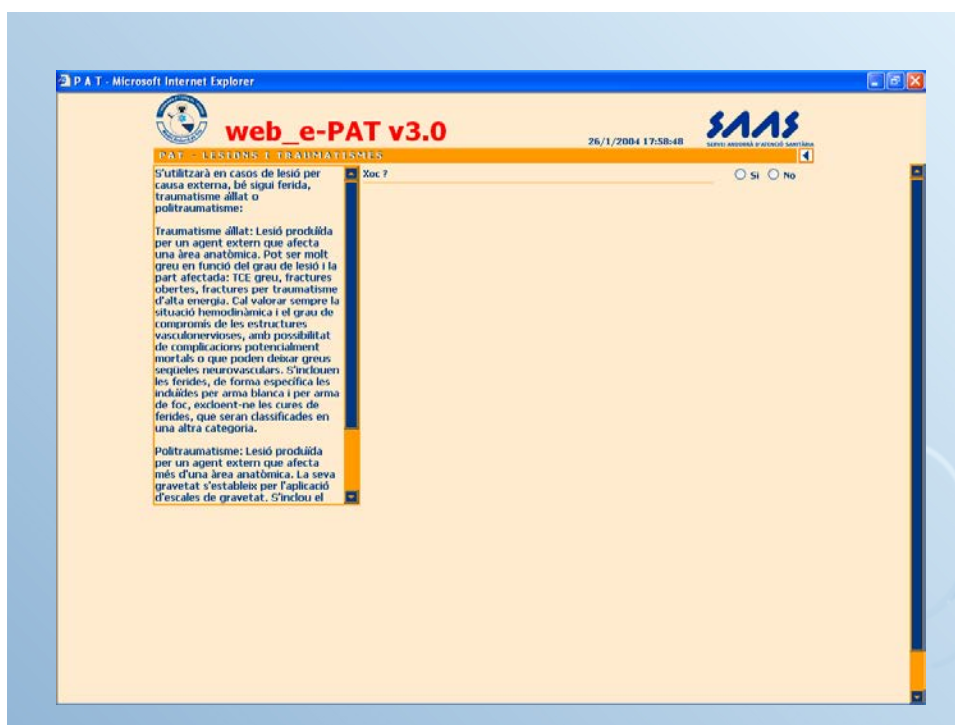 P A T - Microsoft Internet Explorer
web_e-PAT v3.0
26/1/2004 17:58:48
SAAS
SERVEI ANDORRÀ D'ATENCIÓ SANITÀRIA
PAT - LESIONS I TRAUMATISMES
S'utilitzarà en casos de lesió per
causa externa, bé sigui ferida,
traumatisme aïllat o
politraumatisme:
Traumatisme aïllat: Lesió produïda
per un agent extern que afecta
una àrea anatòmica. Pot ser molt
greu en funció del grau de lesió i la
part afectada: TCE greu, fractures
obertes, fractures per traumatisme
d'alta energia. Cal valorar sempre la
situació hemodinàmica i el grau de
compromís de les estructures
vasculonervioses, amb possibilitat
de complicacions potencialment
mortals o que poden deixar greus
seqüeles neurovasculars. S'inclouen
les ferides, de forma específica les
induïdes per arma blanca i per arma
de foc, excloent-ne les cures de
ferides, que seran classificades en
una altra categoria.
Politraumatisme: Lesió produïda
per un agent extern que afecta
més d'una àrea anatòmica. La seva
gravetat s'estableix per l'aplicació
d'escales de gravetat. S'inclou el
Xoc ?
Si No